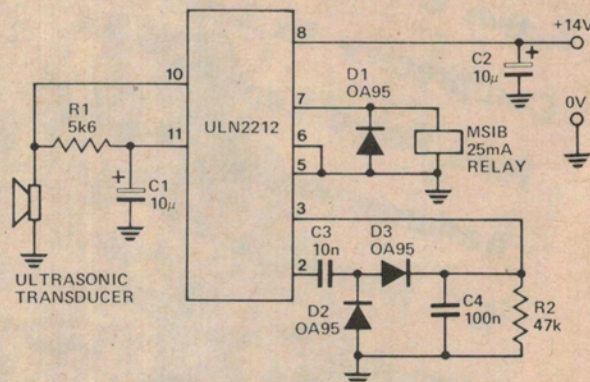 8
+14V
+
C2
10µ
0V
10
R1
5k6
11
ULN2212
7
D1
OA95
MSIB
25mA
RELAY
6
5
+
C1
10µ
3
C3
10n
D3
OA95
2
ULTRASONIC
TRANSDUCER
D2
OA95
C4
100n
R2
47k